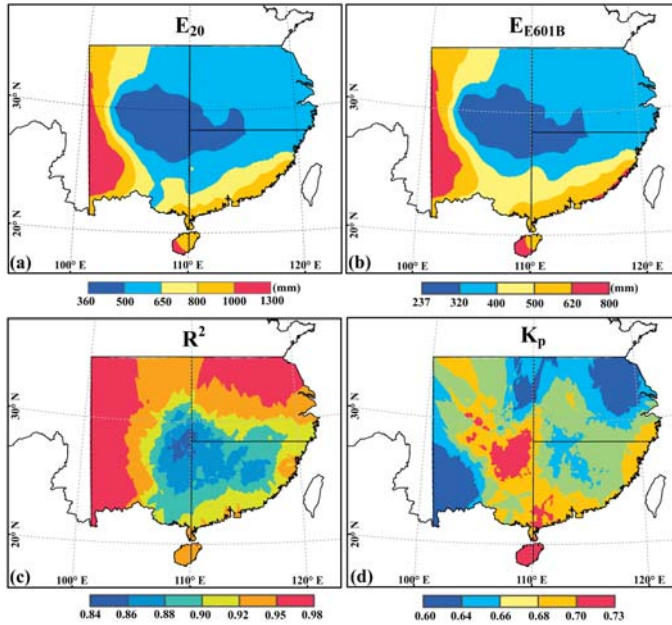 E20
30° N
20° N
(a)
100° E
110° E
120° E
(mm)
360 500 650 800 1000 1300
EE601B
30° N
20° N
(b)
100° E
110° E
120° E
(mm)
237 320 400 500 620 800
R²
30° N
20° N
(c)
100° E
110° E
120° E
0.84 0.86 0.88 0.90 0.92 0.95 0.98
Kp
30° N
20° N
(d)
100° E
110° E
120° E
0.60 0.64 0.66 0.68 0.70 0.73